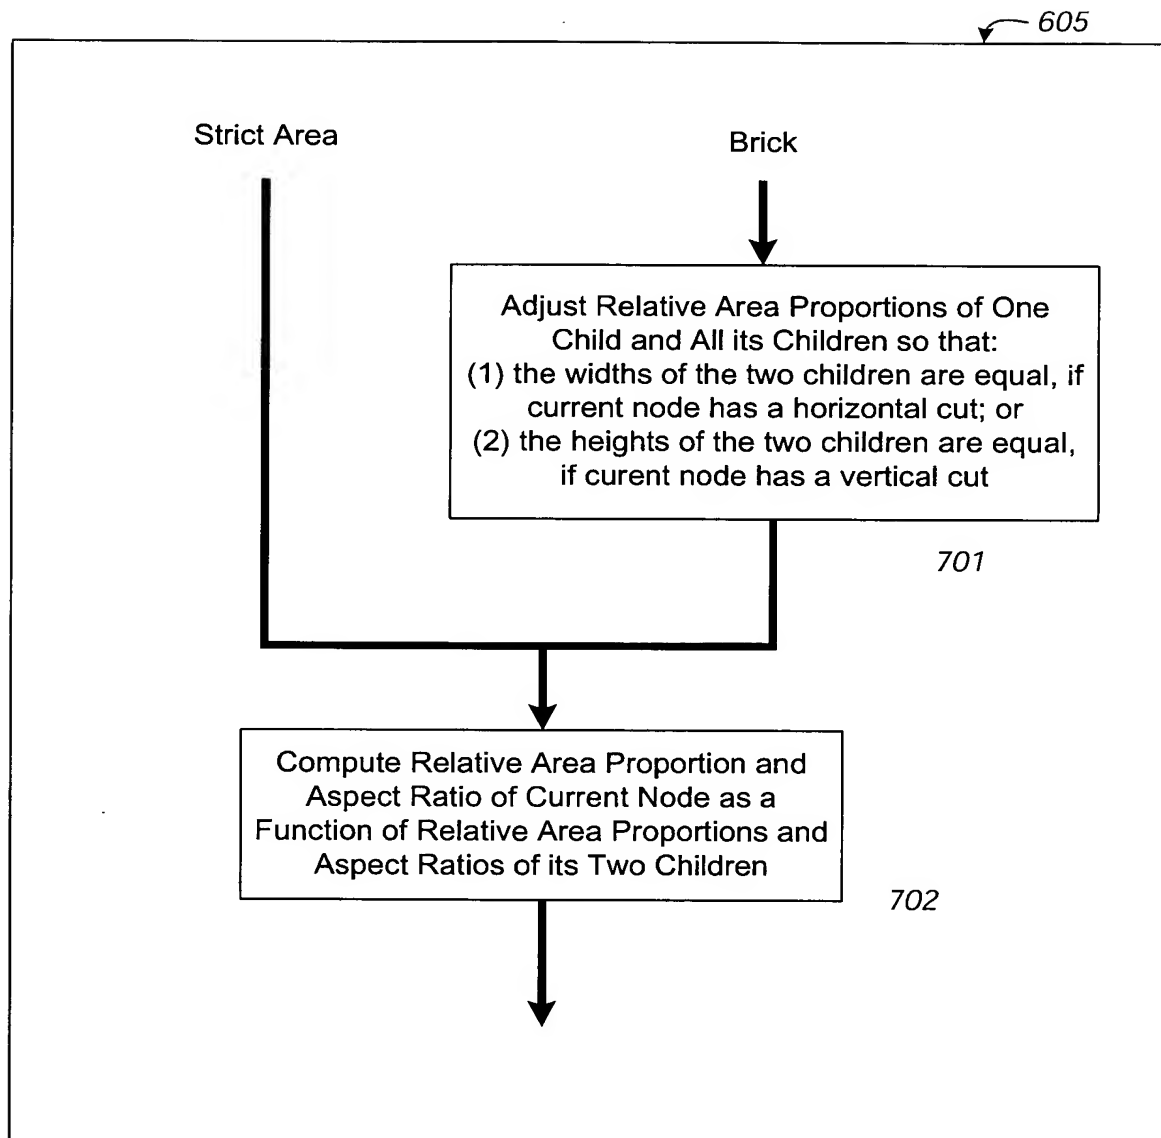 605
Strict Area
Brick
Adjust Relative Area Proportions of One
Child and All its Children so that:
(1) the widths of the two children are equal, if
current node has a horizontal cut; or
(2) the heights of the two children are equal,
if curent node has a vertical cut
701
Compute Relative Area Proportion and
Aspect Ratio of Current Node as a
Function of Relative Area Proportions and
Aspect Ratios of its Two Children
702